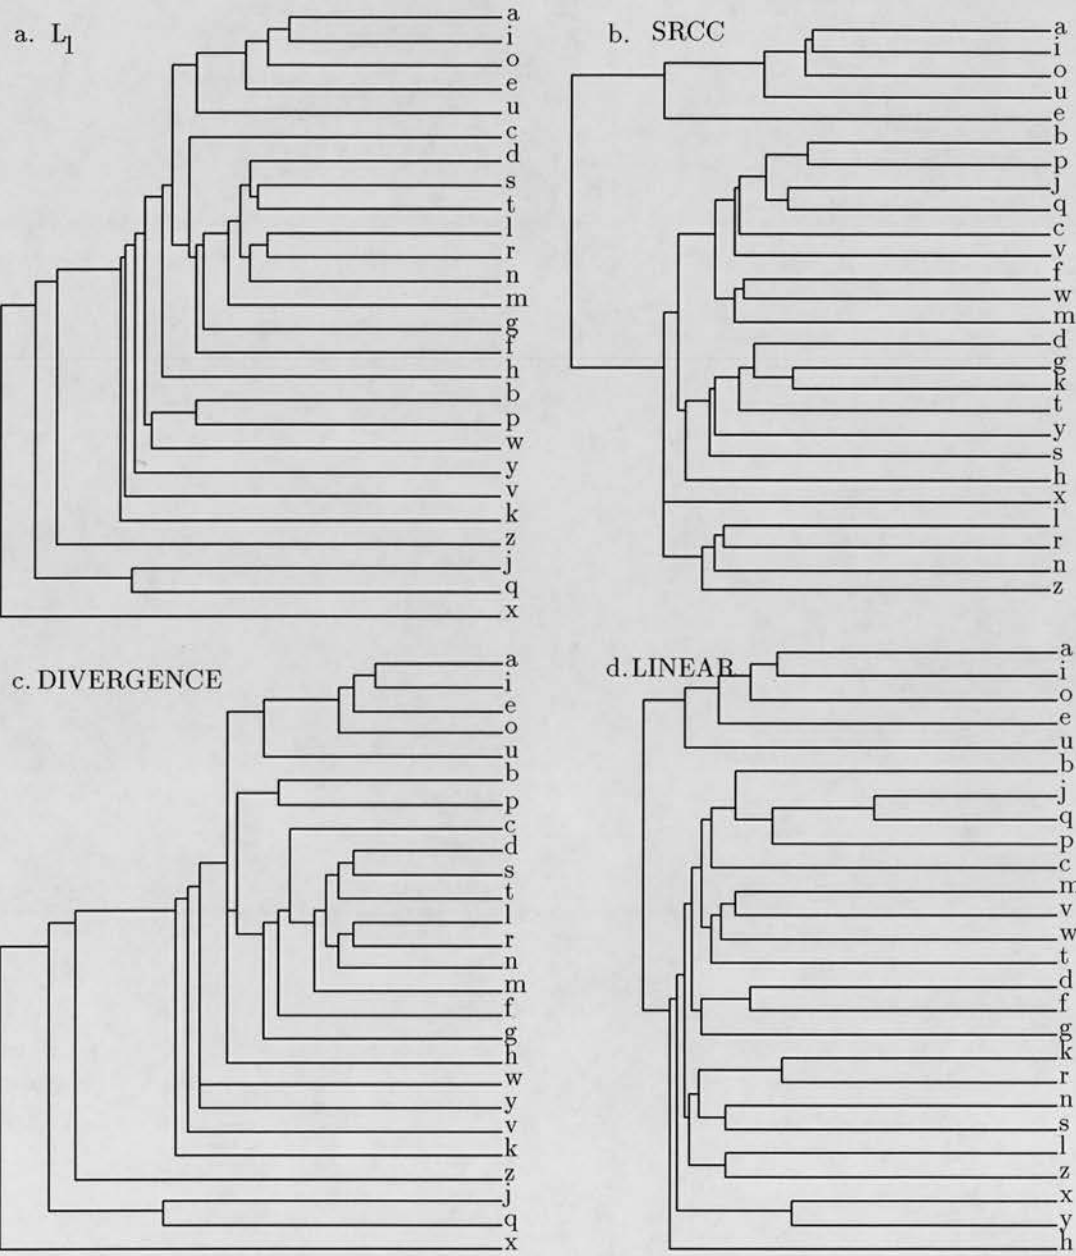 a. L1
a
i
o
e
u
c
d
s
t
l
r
n
m
g
f
h
b
p
w
y
v
k
z
j
q
x
b. SRCC
a
i
o
u
e
b
p
j
q
c
v
f
w
m
d
g
k
t
y
s
h
x
l
r
n
z
c. DIVERGENCE
a
i
e
o
u
b
p
c
d
s
t
l
r
n
m
f
g
h
w
y
v
k
z
j
q
x
d. LINEAR
a
i
o
e
u
b
j
q
p
c
m
v
w
t
d
f
g
k
r
n
s
l
z
x
y
h